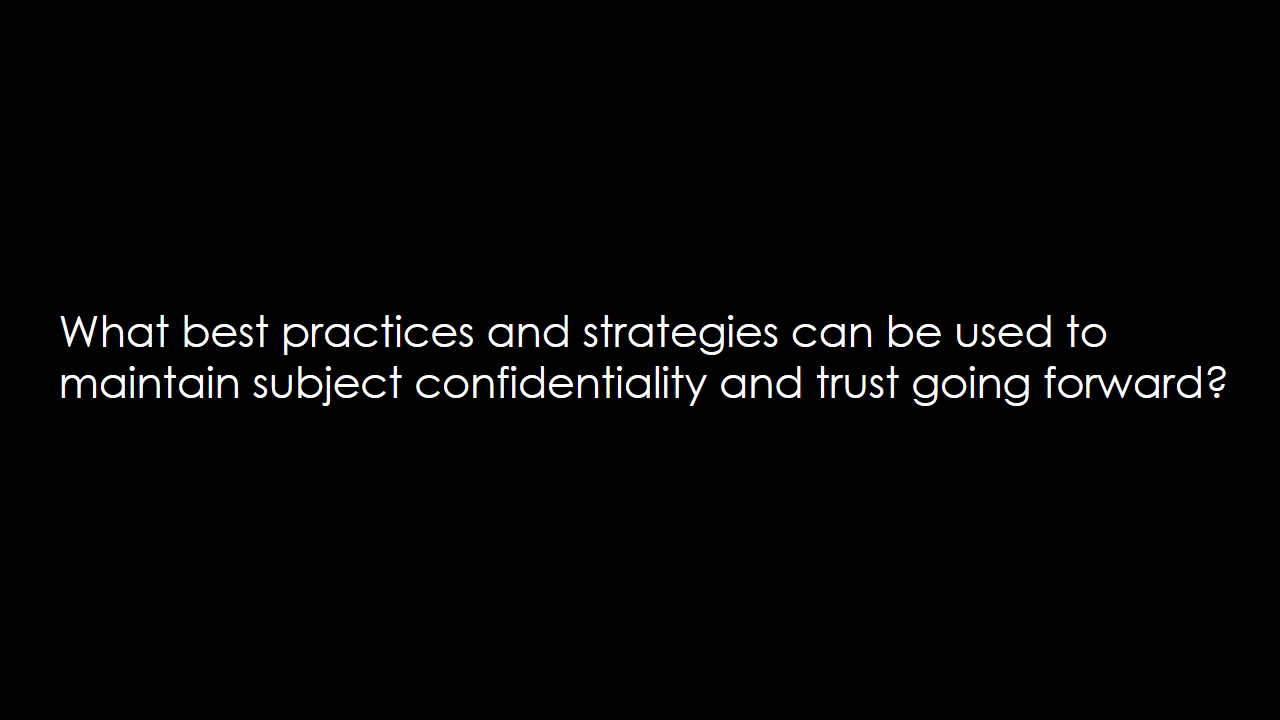 What best practices and strategies can be used to
maintain subject confidentiality and trust going forward?